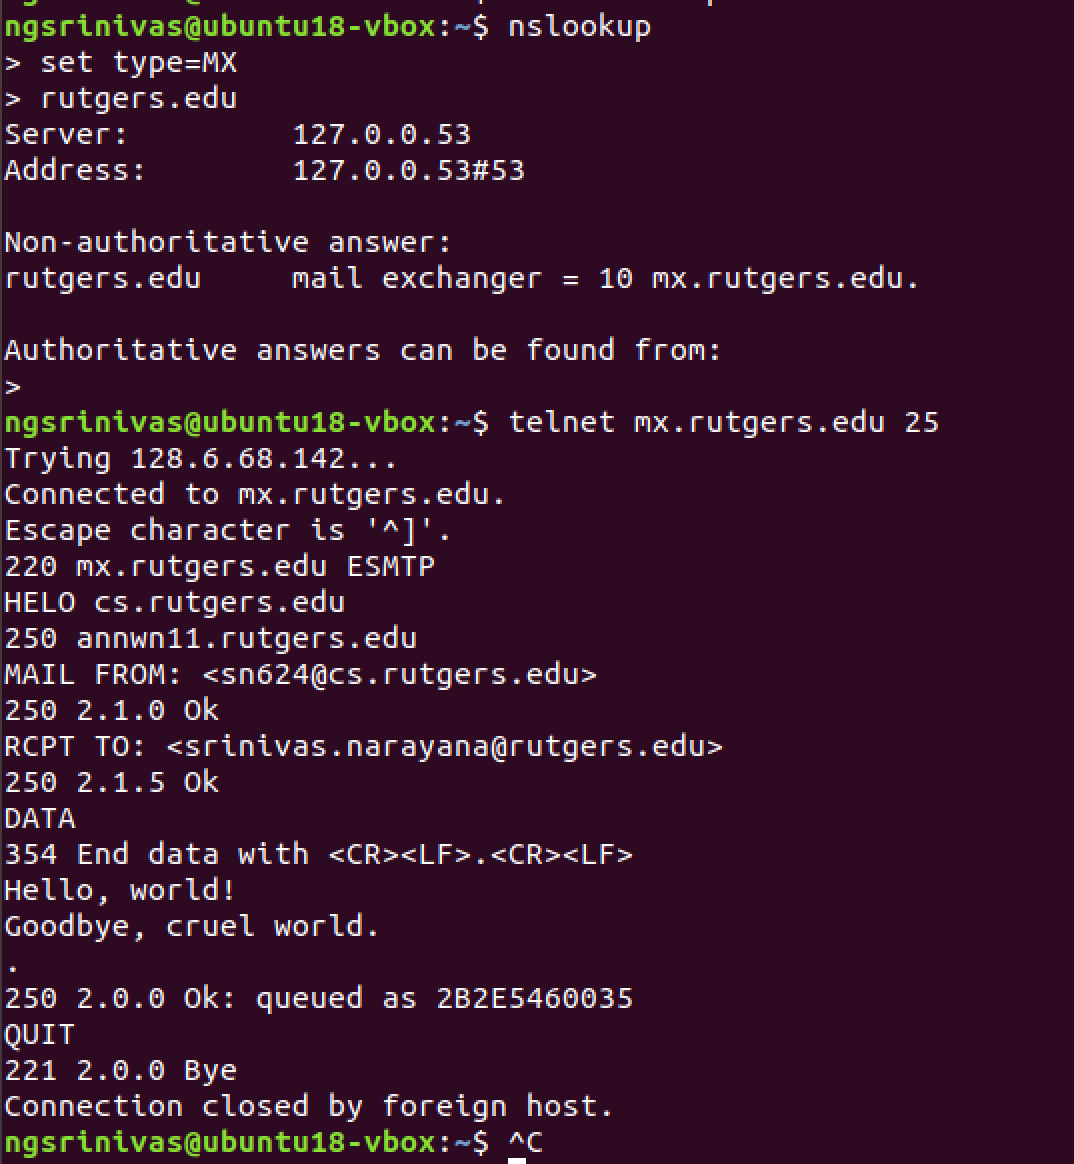 ngsrinivas@ubuntu18-vbox:~$ nslookup
> set type=MX
> rutgers.edu
Server:         127.0.0.53
Address:        127.0.0.53#53

Non-authoritative answer:
rutgers.edu     mail exchanger = 10 mx.rutgers.edu.

Authoritative answers can be found from:
>
ngsrinivas@ubuntu18-vbox:~$ telnet mx.rutgers.edu 25
Trying 128.6.68.142...
Connected to mx.rutgers.edu.
Escape character is '^]'.
220 mx.rutgers.edu ESMTP
HELO cs.rutgers.edu
250 annwn11.rutgers.edu
MAIL FROM: <sn624@cs.rutgers.edu>
250 2.1.0 Ok
RCPT TO: <srinivas.narayana@rutgers.edu>
250 2.1.5 Ok
DATA
354 End data with <CR><LF>.<CR><LF>
Hello, world!
Goodbye, cruel world.
.
250 2.0.0 Ok: queued as 2B2E5460035
QUIT
221 2.0.0 Bye
Connection closed by foreign host.
ngsrinivas@ubuntu18-vbox:~$ ^C